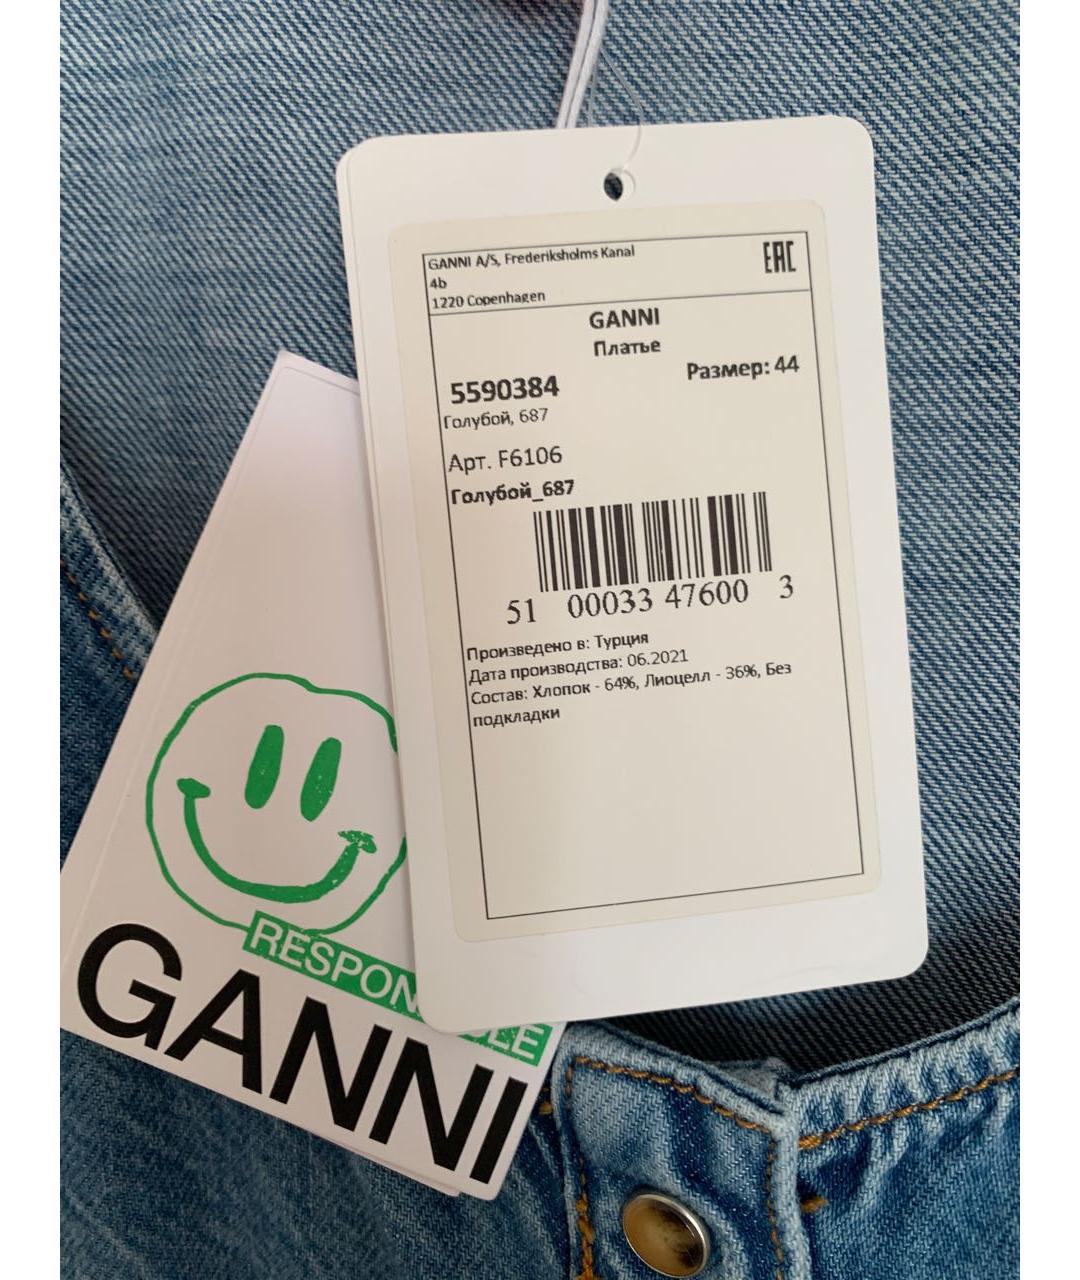 GANNI A/S, Frederiksholms Kanal
4b
1220 Copenhagen
EAC
GANNI
Платье
Размер: 44
5590384
Голубой, 687
Арт. F6106
Голубой_687
51 00033 47600 3
Произведено в: Турция
Дата производства: 06.2021
Состав: Хлопок - 64%, Лиоцелл - 36%, Без
подкладки
GANNI